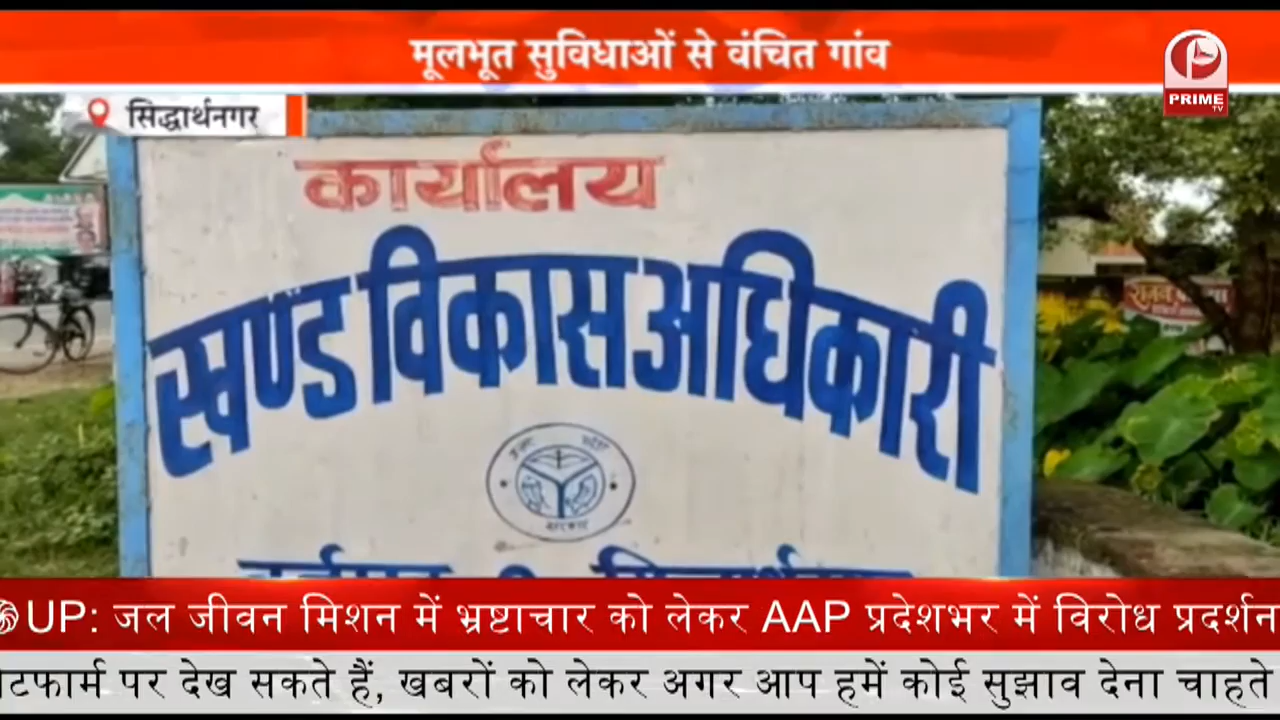 मूलभूत सुविधाओं से वंचित गांव
PRIME
TV
सिद्धार्थनगर
कार्यालय
खण्ड विकास अधिकारी
UP: जल जीवन मिशन में भ्रष्टाचार को लेकर AAP प्रदेशभर में विरोध प्रदर्शन
टफार्म पर देख सकते हैं, खबरों को लेकर अगर आप हमें कोई सुझाव देना चाहते